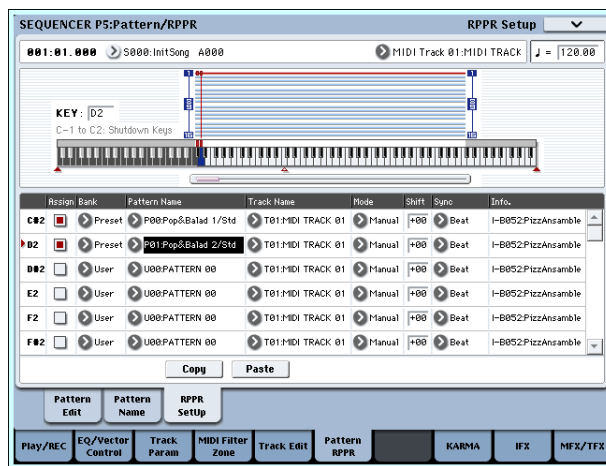 SEQUENCER P5:Pattern/RPPR RPPR Setup
001:01.000 S000:InitSong A000 MIDI Track 01:MIDI TRACK ♩ = 120.00
KEY: D2
C-1 to C2: Shutdown Keys
Assign Bank Pattern Name Track Name Mode Shift Sync Info.
C#2 Preset P00:Pop&Balad 1/Std T01:MIDI TRACK 01 Manual +00 Beat I-B052:PizzAnsamble
D2 Preset P01:Pop&Balad 2/Std T01:MIDI TRACK 01 Manual +00 Beat I-B052:PizzAnsamble
D#2 User U00:PATTERN 00 T01:MIDI TRACK 01 Manual +00 Beat I-B052:PizzAnsamble
E2 User U00:PATTERN 00 T01:MIDI TRACK 01 Manual +00 Beat I-B052:PizzAnsamble
F2 User U00:PATTERN 00 T01:MIDI TRACK 01 Manual +00 Beat I-B052:PizzAnsamble
F#2 User U00:PATTERN 00 T01:MIDI TRACK 01 Manual +00 Beat I-B052:PizzAnsamble
Copy Paste
Pattern Edit Pattern Name RPPR SetUp
Play/REC EQ/Vector Control Track Param MIDI Filter Zone Track Edit Pattern RPPR KARMA IFX MFX/TFX